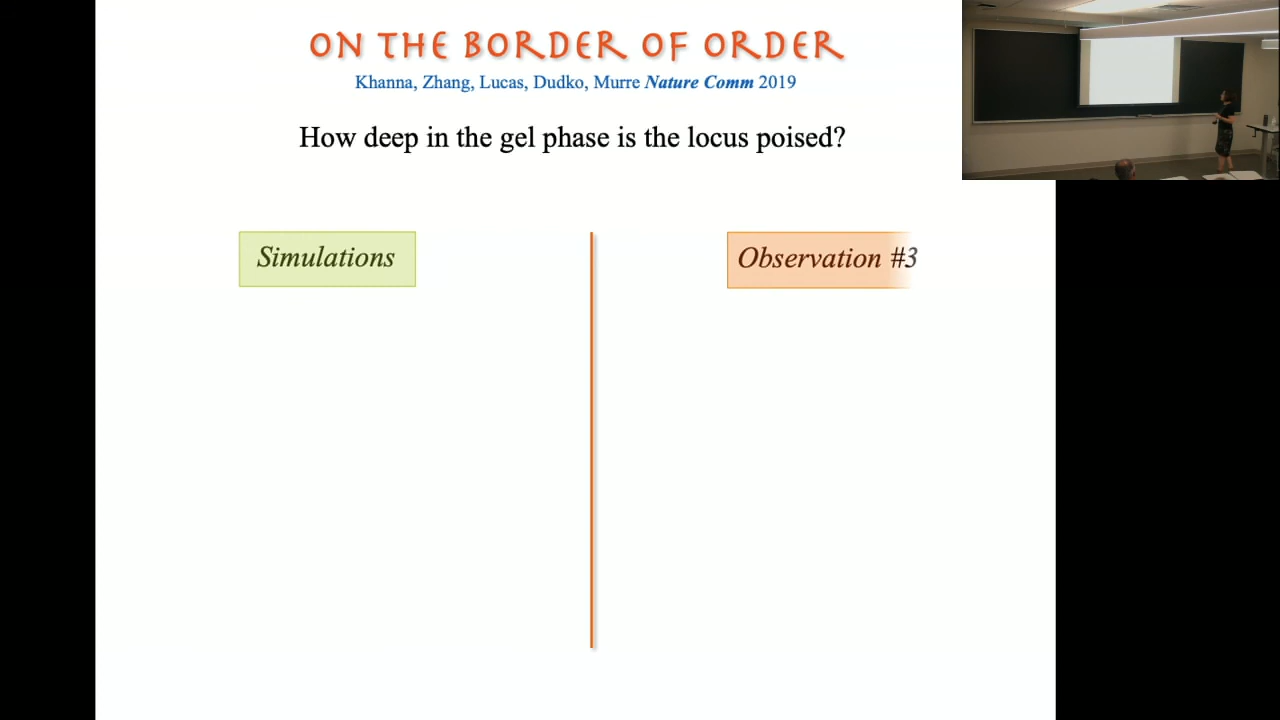 ON THE BORDER OF ORDER
Khanna, Zhang, Lucas, Dudko, Murre Nature Comm 2019
How deep in the gel phase is the locus poised?
Simulations
Observation #3